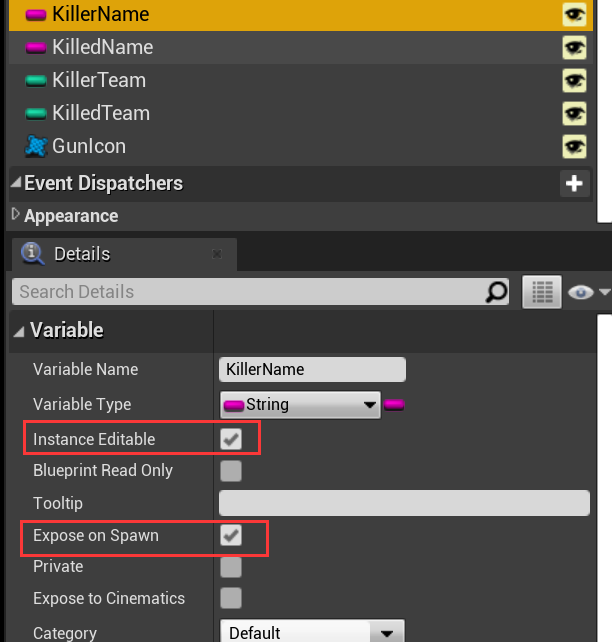 KillerName
KilledName
KillerTeam
KilledTeam
GunIcon
Event Dispatchers
Appearance
Details
Search Details
Variable
Variable Name KillerName
Variable Type String
Instance Editable
Blueprint Read Only
Tooltip
Expose on Spawn
Private
Expose to Cinematics
Category Default